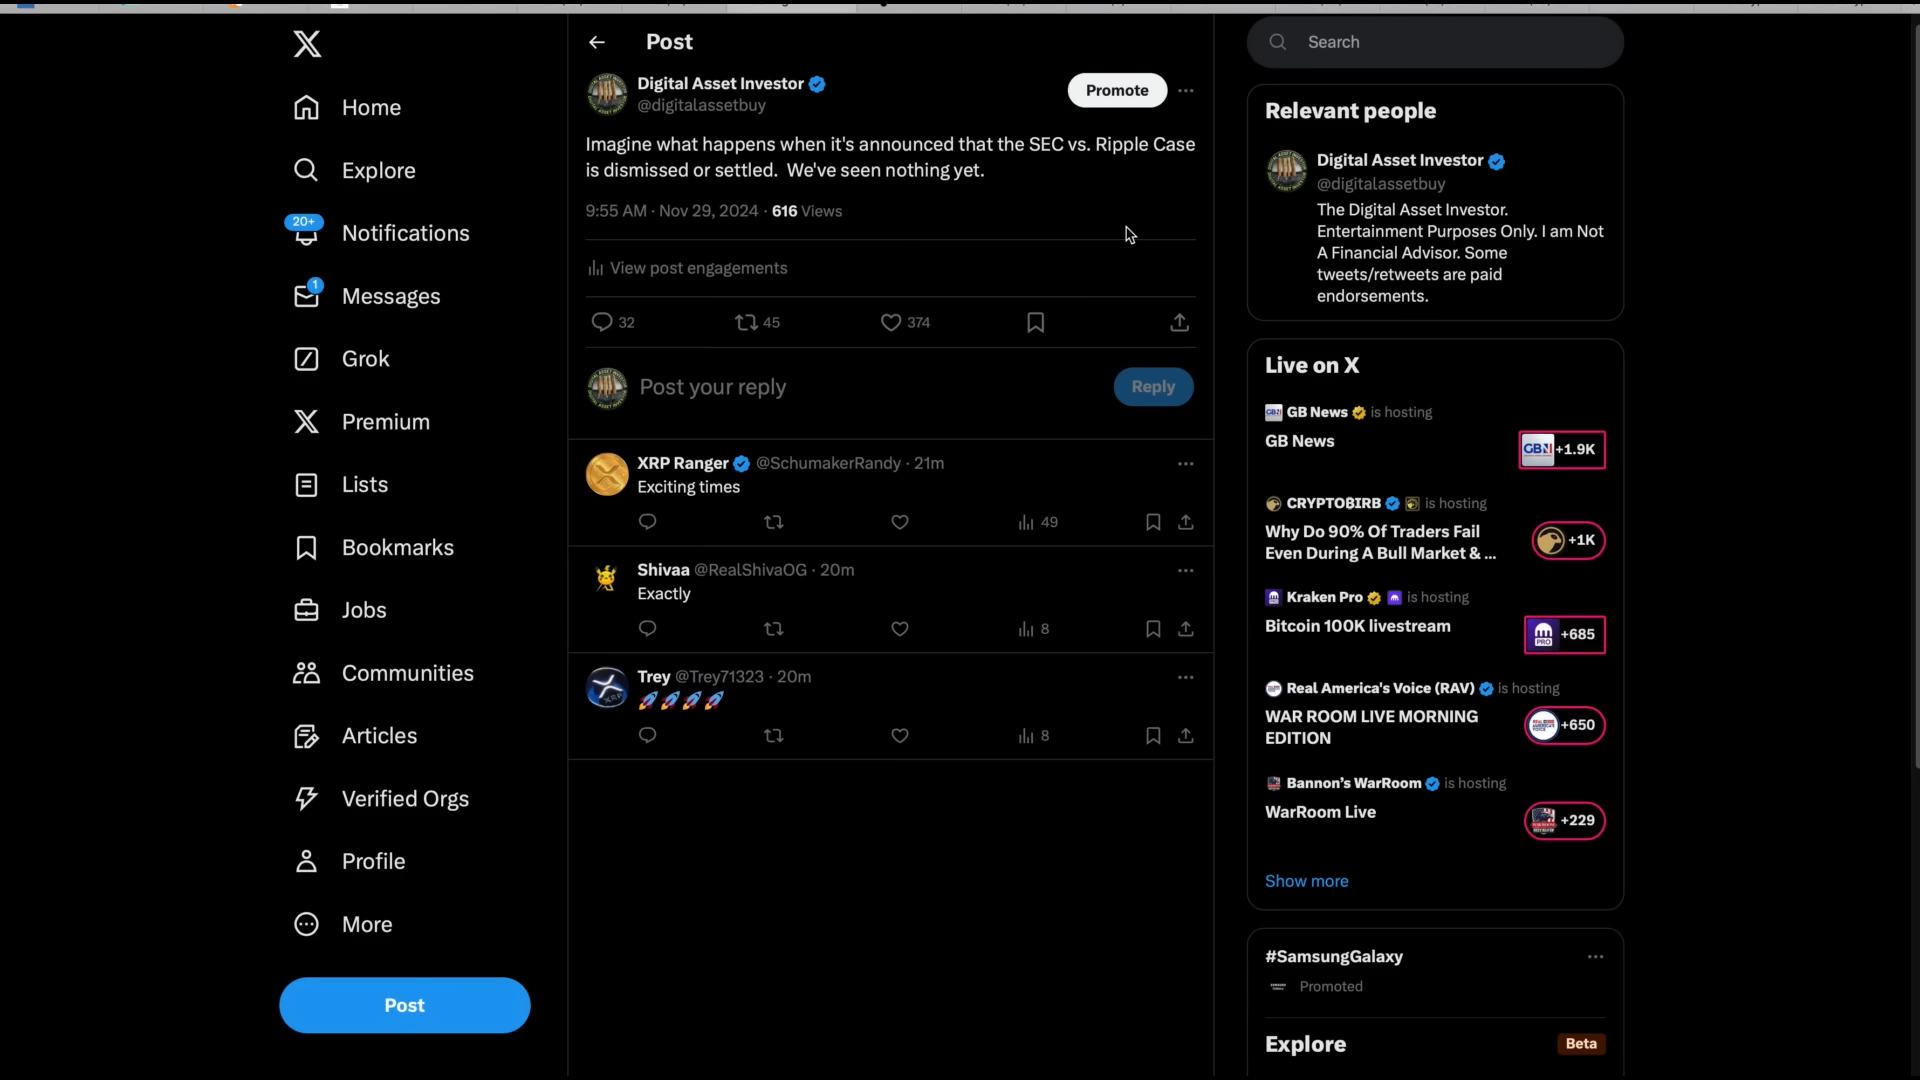 Home
Explore
20+
Notifications
1
Messages
Grok
Premium
Lists
Bookmarks
Jobs
Communities
Articles
Verified Orgs
Profile
More
Post
Post
Digital Asset Investor
@digitalassetbuy
Promote
Imagine what happens when it's announced that the SEC vs. Ripple Case
is dismissed or settled.  We've seen nothing yet.
9:55 AM · Nov 29, 2024 · 616 Views
View post engagements
32 45 374
Post your reply
Reply
XRP Ranger @SchumakerRandy · 21m
Exciting times
49
Shivaa @RealShivaOG · 20m
Exactly
8
Trey @Trey71323 · 20m
🚀🚀🚀🚀
8
Search
Relevant people
Digital Asset Investor
@digitalassetbuy
The Digital Asset Investor.
Entertainment Purposes Only. I am Not
A Financial Advisor. Some
tweets/retweets are paid
endorsements.
Live on X
GB News is hosting
GB News
GBN +1.9K
CRYPTO₿IRB is hosting
Why Do 90% Of Traders Fail
Even During A Bull Market & ...
+1K
Kraken Pro is hosting
Bitcoin 100K livestream
PRO +685
Real America's Voice (RAV) is hosting
WAR ROOM LIVE MORNING
EDITION
+650
Bannon's WarRoom is hosting
WarRoom Live
+229
Show more
#SamsungGalaxy
Promoted
Explore
Beta